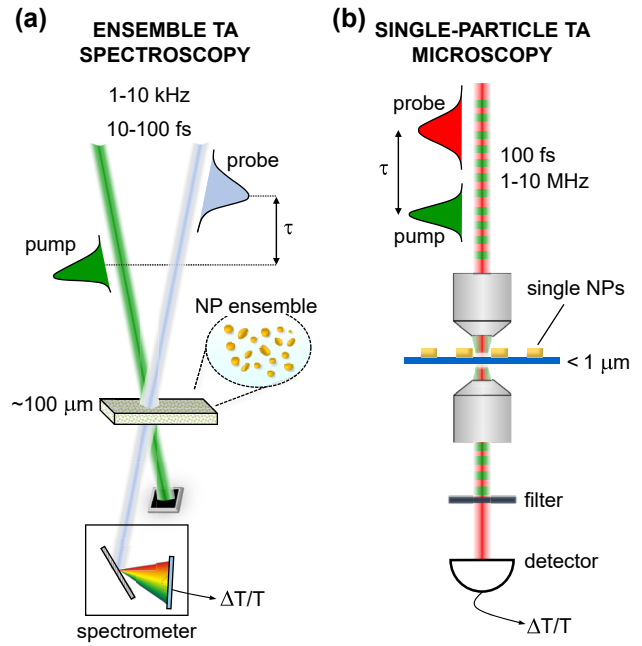 (a)
ENSEMBLE TA
SPECTROSCOPY
1-10 kHz
10-100 fs
probe
τ
pump
NP ensemble
~100 μm
ΔT/T
spectrometer
(b)
SINGLE-PARTICLE TA
MICROSCOPY
probe
τ
100 fs
1-10 MHz
pump
single NPs
< 1 μm
filter
detector
ΔT/T